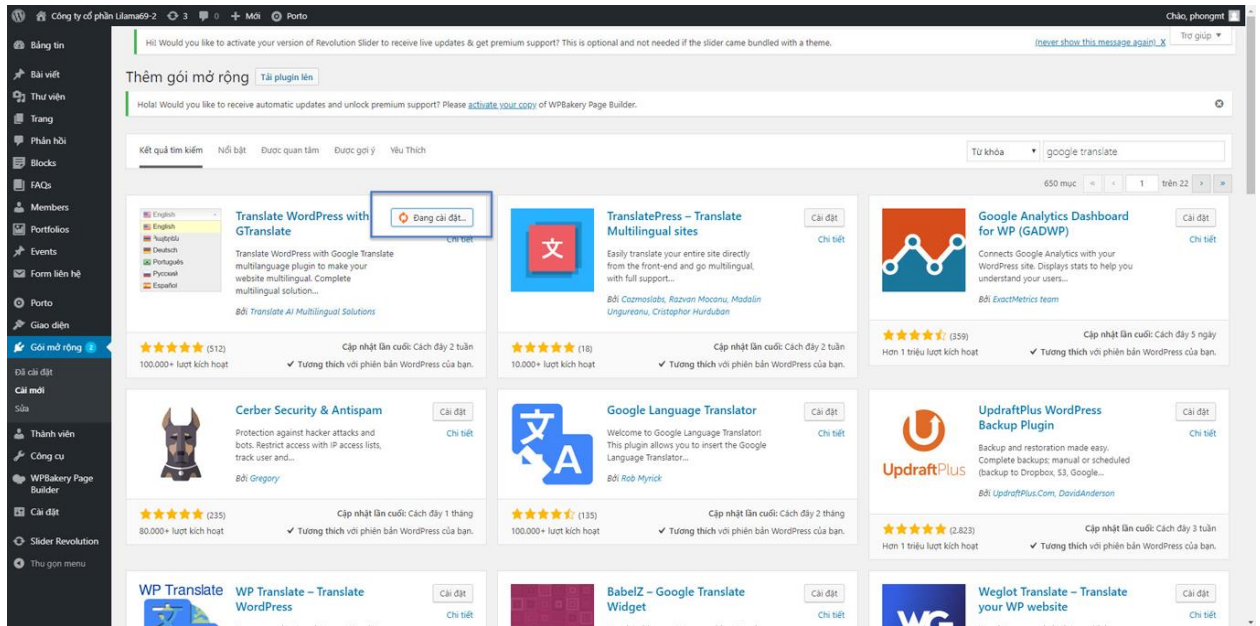 Công ty cổ phần Lilama69-2 3 0 + Mới Porto Chào, phongmt
Bảng tin
Bài viết
Thư viện
Trang
Phản hồi
Blocks
FAQs
Members
Portfolios
Events
Form liên hệ
Porto
Giao diện
Gói mở rộng 2
Đã cài đặt
Cài mới
Sửa
Thành viên
Công cụ
WPBakery Page
Builder
Cài đặt
Slider Revolution
Thu gọn menu
Hi! Would you like to activate your version of Revolution Slider to receive live updates & get premium support? This is optional and not needed if the slider came bundled with a theme. (never show this message again) X
Trợ giúp ▼
Thêm gói mở rộng Tải plugin lên
Hola! Would you like to receive automatic updates and unlock premium support? Please activate your copy of WPBakery Page Builder.
Kết quả tìm kiếm Nổi bật Được quan tâm Được gợi ý Yêu Thích Từ khóa ▼ google translate
650 mục « ‹ 1 trên 22 › »
English
English
Deutsch
Português
Русский
Español
Translate WordPress with
GTranslate
Đang cài đặt...
Chi tiết
Translate WordPress with Google Translate
multilanguage plugin to make your
website multilingual. Complete
multilingual solution...
Bởi Translate AI Multilingual Solutions
(512) Cập nhật lần cuối: Cách đây 2 tuần
100.000+ lượt kích hoạt ✔ Tương thích với phiên bản WordPress của bạn.
文
TranslatePress – Translate
Multilingual sites
Cài đặt
Chi tiết
Easily translate your entire site directly
from the front-end and go multilingual,
with full support...
Bởi Cozmoslabs, Razvan Mocanu, Madalin
Ungureanu, Cristophor Hurduban
(18) Cập nhật lần cuối: Cách đây 2 tuần
10.000+ lượt kích hoạt ✔ Tương thích với phiên bản WordPress của bạn.
Google Analytics Dashboard
for WP (GADWP)
Cài đặt
Chi tiết
Connects Google Analytics with your
WordPress site. Displays stats to help you
understand your users...
Bởi ExactMetrics team
(359) Cập nhật lần cuối: Cách đây 5 ngày
Hơn 1 triệu lượt kích hoạt ✔ Tương thích với phiên bản WordPress của bạn.
Cerber Security & Antispam
Cài đặt
Chi tiết
Protection against hacker attacks and
bots. Restrict access with IP access lists,
track user and...
Bởi Gregory
(235) Cập nhật lần cuối: Cách đây 1 tháng
80.000+ lượt kích hoạt ✔ Tương thích với phiên bản WordPress của bạn.
文
A
Google Language Translator
Cài đặt
Chi tiết
Welcome to Google Language Translator!
This plugin allows you to insert the Google
Language Translator...
Bởi Rob Myrick
(135) Cập nhật lần cuối: Cách đây 2 tháng
100.000+ lượt kích hoạt ✔ Tương thích với phiên bản WordPress của bạn.
UpdraftPlus
UpdraftPlus WordPress
Backup Plugin
Cài đặt
Chi tiết
Backup and restoration made easy.
Complete backups; manual or scheduled
(backup to Dropbox, S3, Google...
Bởi UpdraftPlus.Com, DavidAnderson
(2.823) Cập nhật lần cuối: Cách đây 3 tuần
Hơn 1 triệu lượt kích hoạt ✔ Tương thích với phiên bản WordPress của bạn.
WP Translate
WP Translate – Translate
WordPress
Cài đặt
Chi tiết
BabelZ – Google Translate
Widget
Cài đặt
Chi tiết
WG
Weglot Translate – Translate
your WP website
Cài đặt
Chi tiết